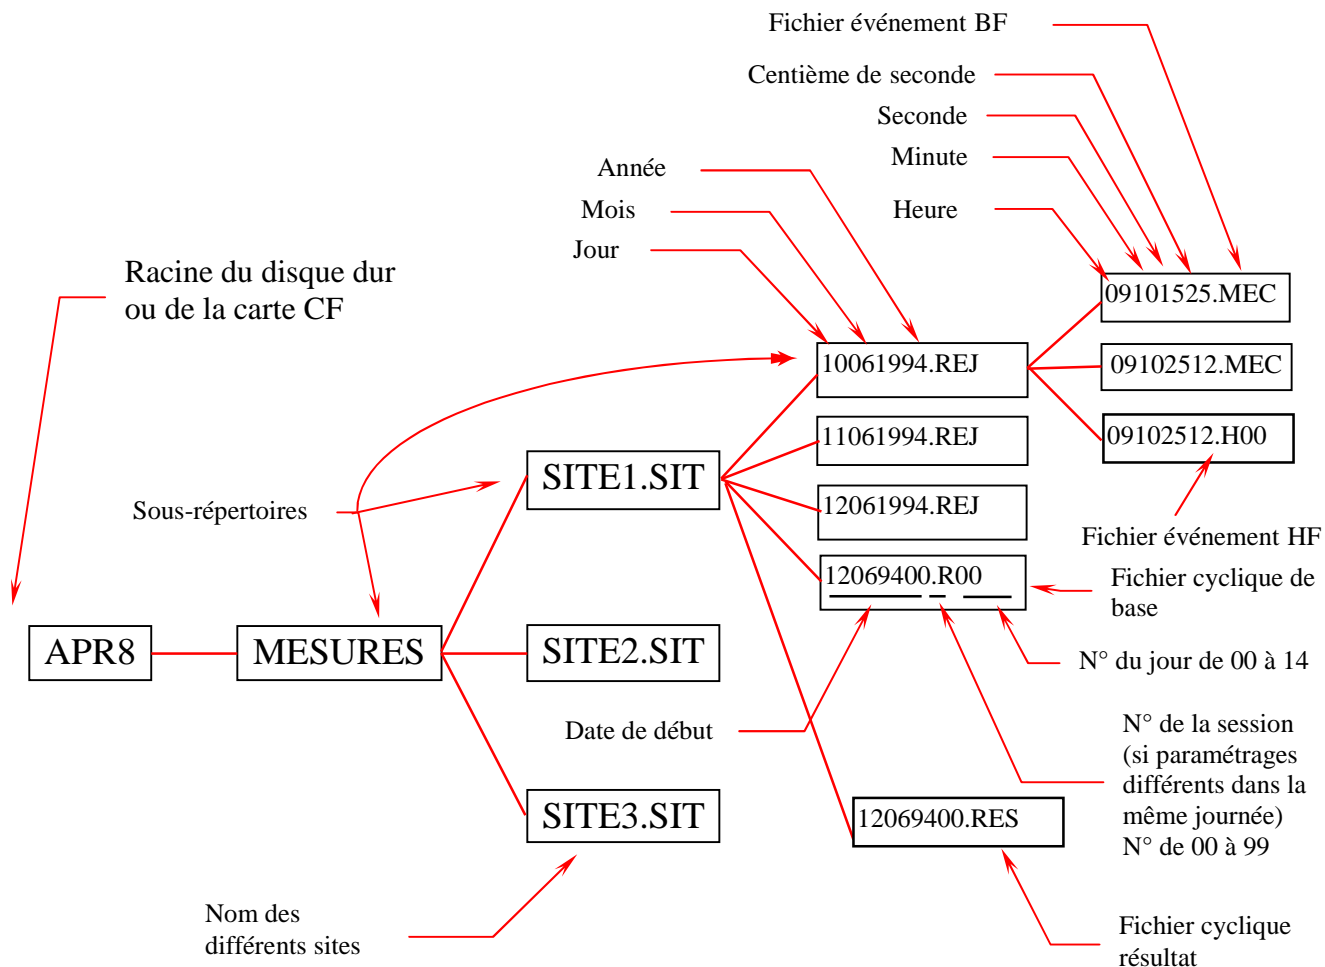 Fichier événement BF
Centième de seconde
Seconde
Minute
Heure
Année
Mois
Jour
Racine du disque dur
ou de la carte CF
09101525.MEC
10061994.REJ
09102512.MEC
11061994.REJ
09102512.H00
SITE1.SIT
12061994.REJ
Sous-répertoires
Fichier événement HF
12069400.R00
Fichier cyclique de
base
APR8
MESURES
SITE2.SIT
N° du jour de 00 à 14
Date de début
N° de la session
(si paramétrages
différents dans la
même journée)
N° de 00 à 99
SITE3.SIT
12069400.RES
Nom des
différents sites
Fichier cyclique
résultat